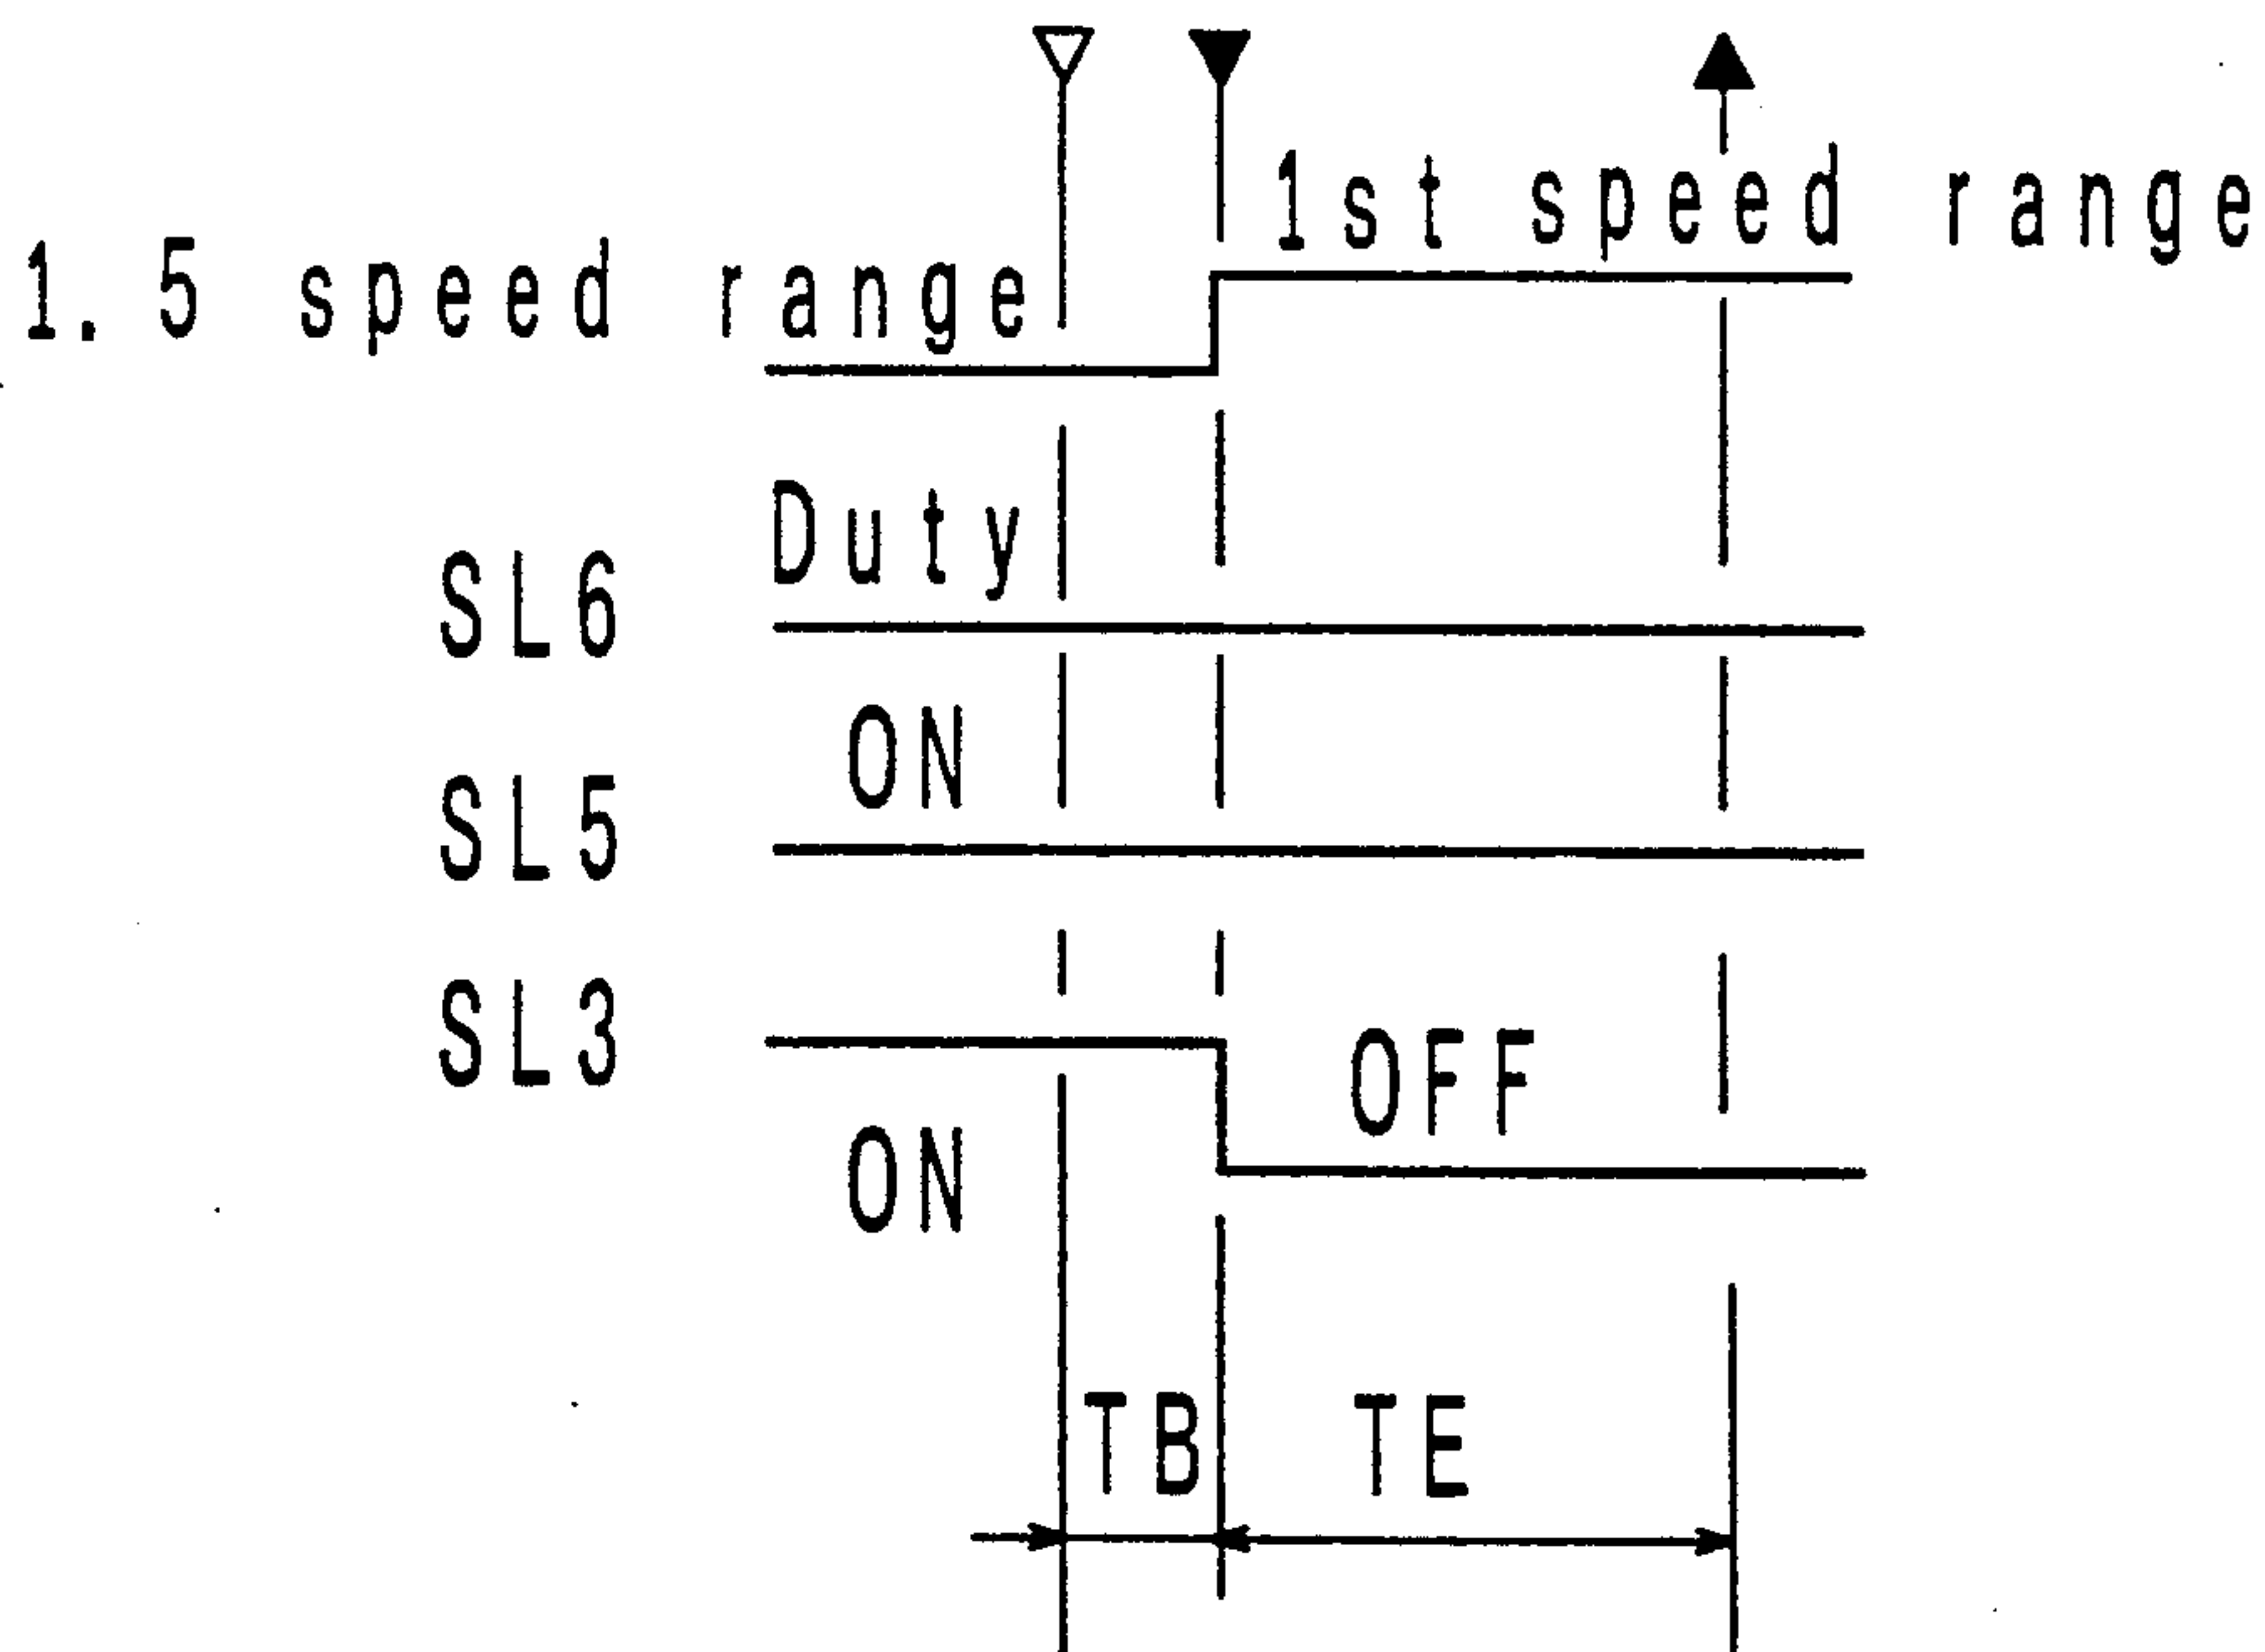 1st speed range
1.5 speed range
Duty
SL6
ON
SL5
SL3
OFF
ON
TB TE